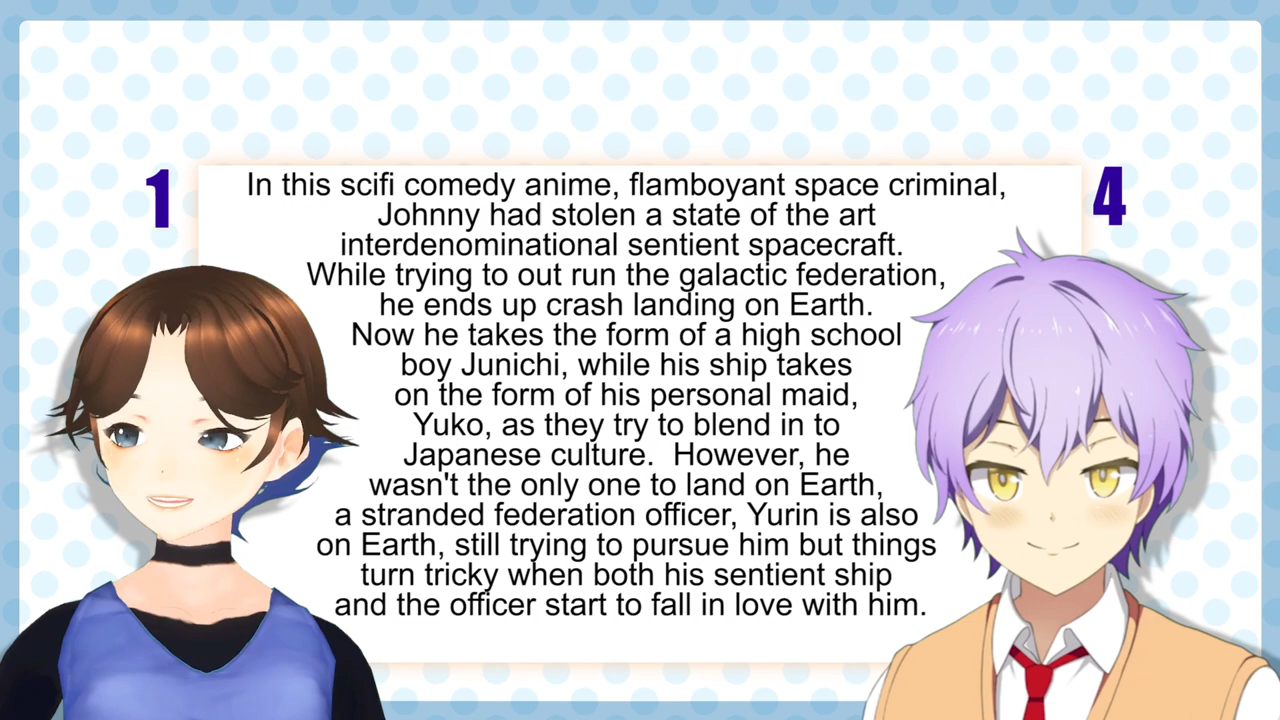 1
4
In this scifi comedy anime, flamboyant space criminal,
Johnny had stolen a state of the art
interdenominational sentient spacecraft.
While trying to out run the galactic federation,
he ends up crash landing on Earth.
Now he takes the form of a high school
boy Junichi, while his ship takes
on the form of his personal maid,
Yuko, as they try to blend in to
Japanese culture.  However, he
wasn't the only one to land on Earth,
a stranded federation officer, Yurin is also
on Earth, still trying to pursue him but things
turn tricky when both his sentient ship
and the officer start to fall in love with him.